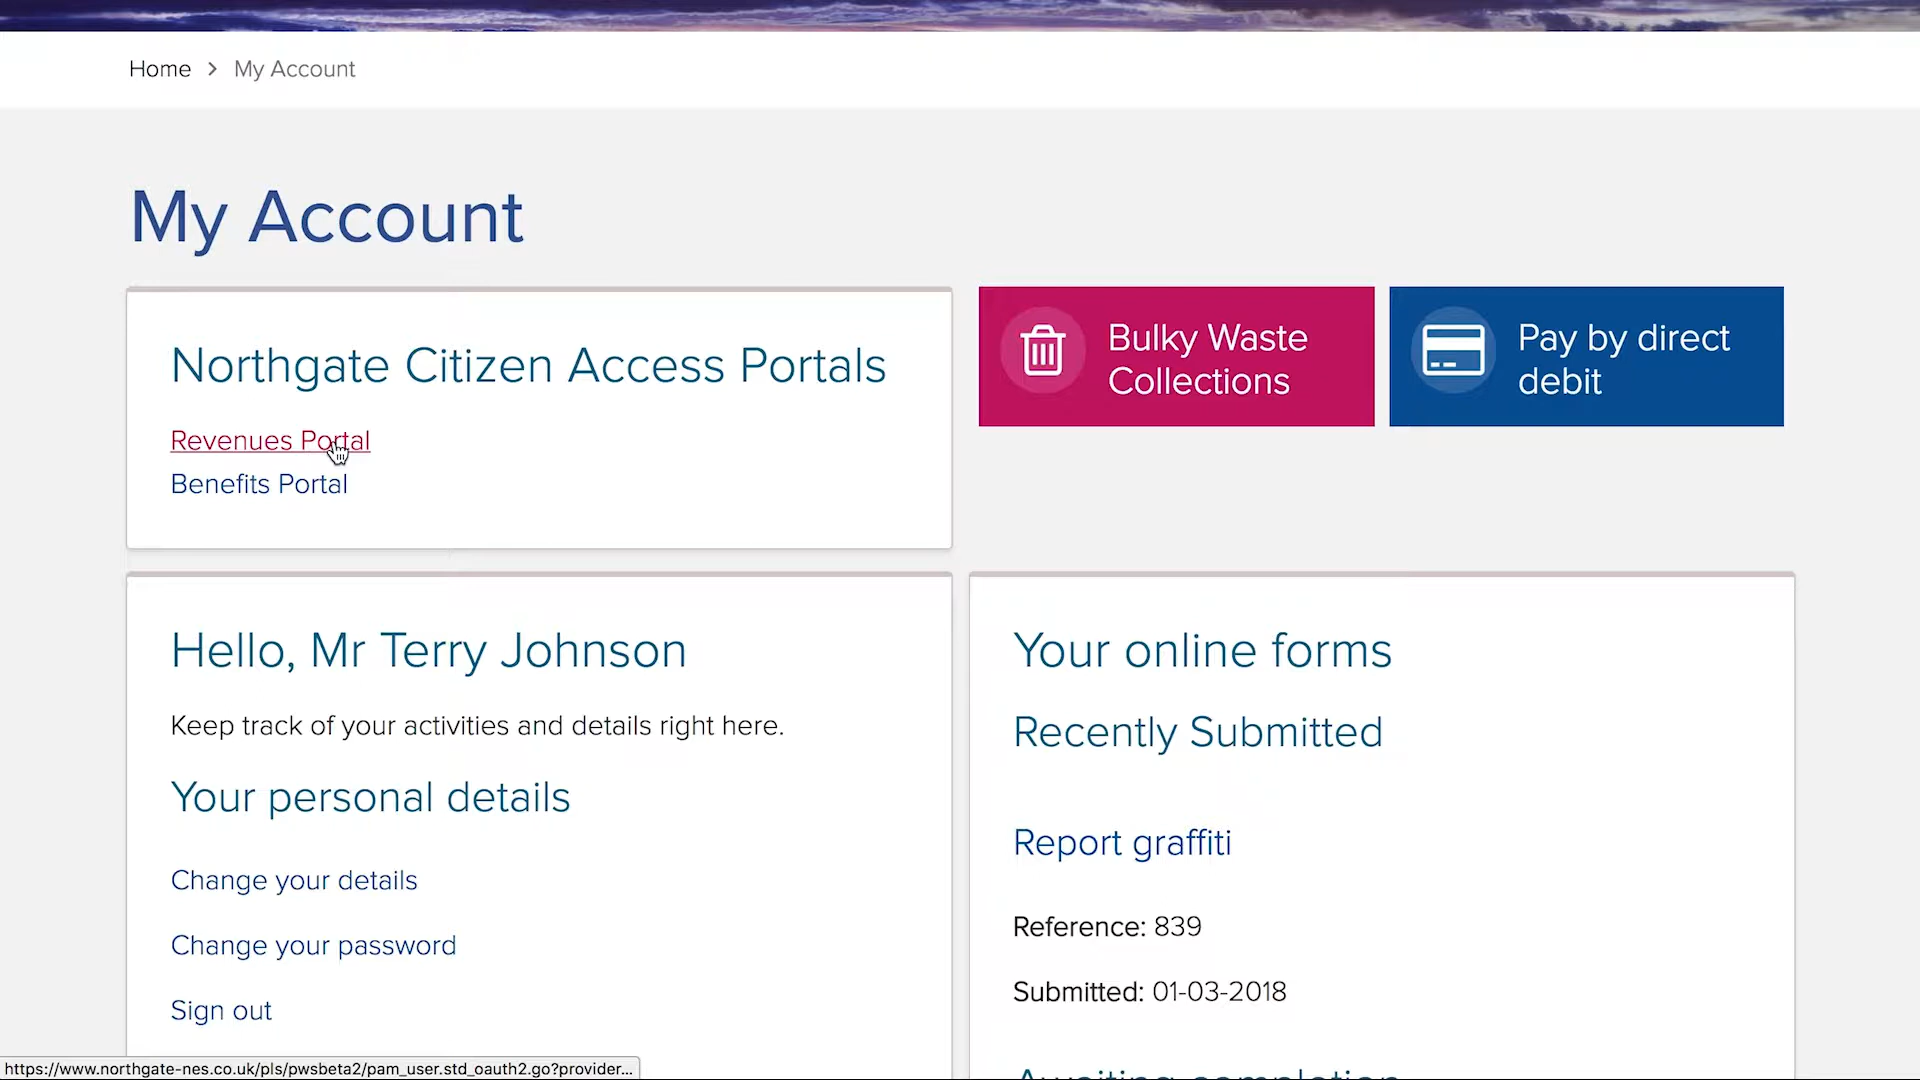 Home > My Account
My Account
Northgate Citizen Access Portals
Revenues Portal
Benefits Portal
Bulky Waste
Collections
Pay by direct
debit
Hello, Mr Terry Johnson
Keep track of your activities and details right here.
Your personal details
Change your details
Change your password
Sign out
Your online forms
Recently Submitted
Report graffiti
Reference: 839
Submitted: 01-03-2018
Awaiting completion
https://www.northgate-nes.co.uk/pls/pwsbeta2/pam_user.std_oauth2.go?provider...